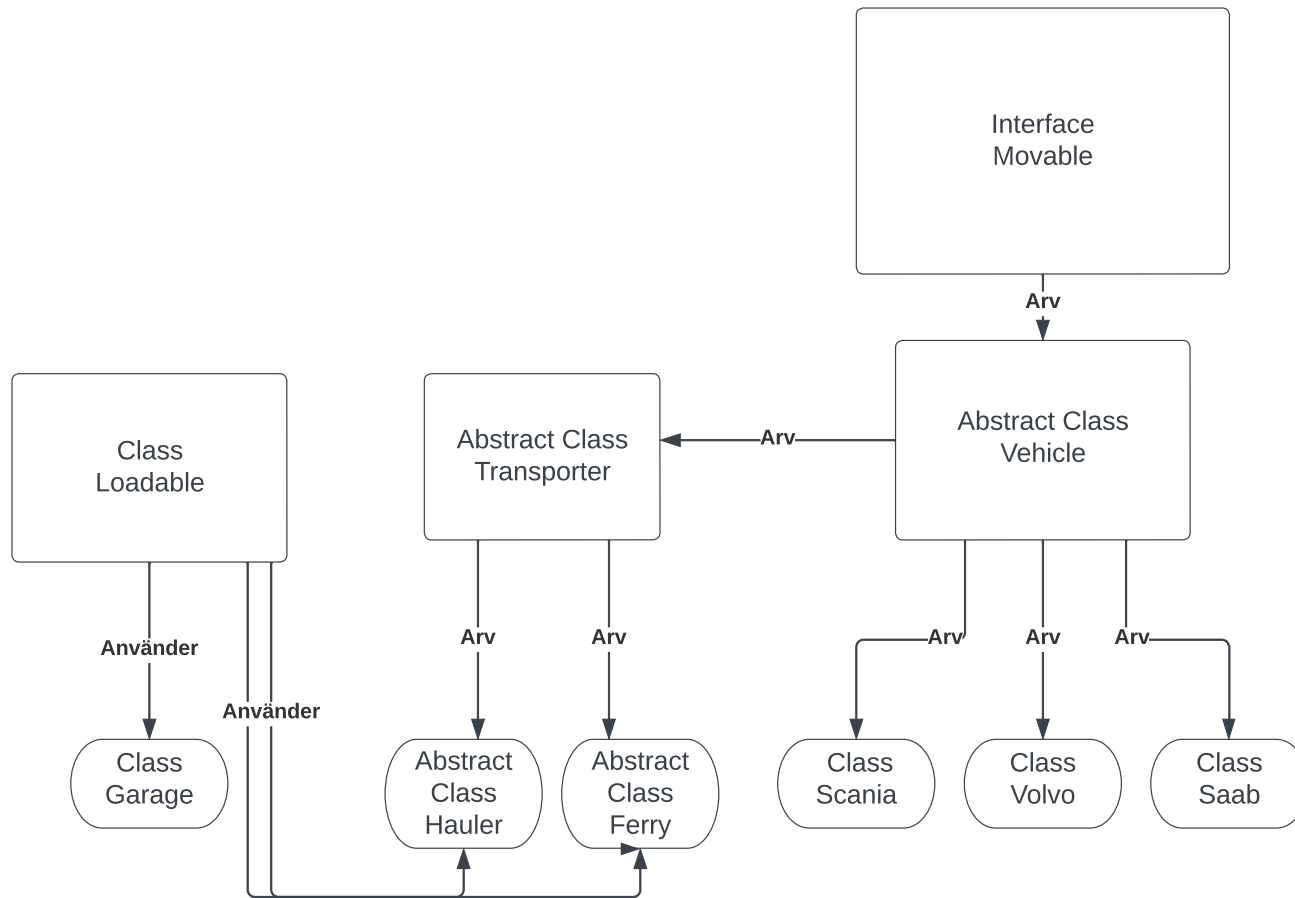 Interface
Movable
Arv
Abstract Class
Vehicle
Arv
Abstract Class
Transporter
Class
Loadable
Arv
Arv
Arv
Arv
Arv
Använder
Använder
Class
Garage
Abstract
Class
Hauler
Abstract
Class
Ferry
Class
Scania
Class
Volvo
Class
Saab